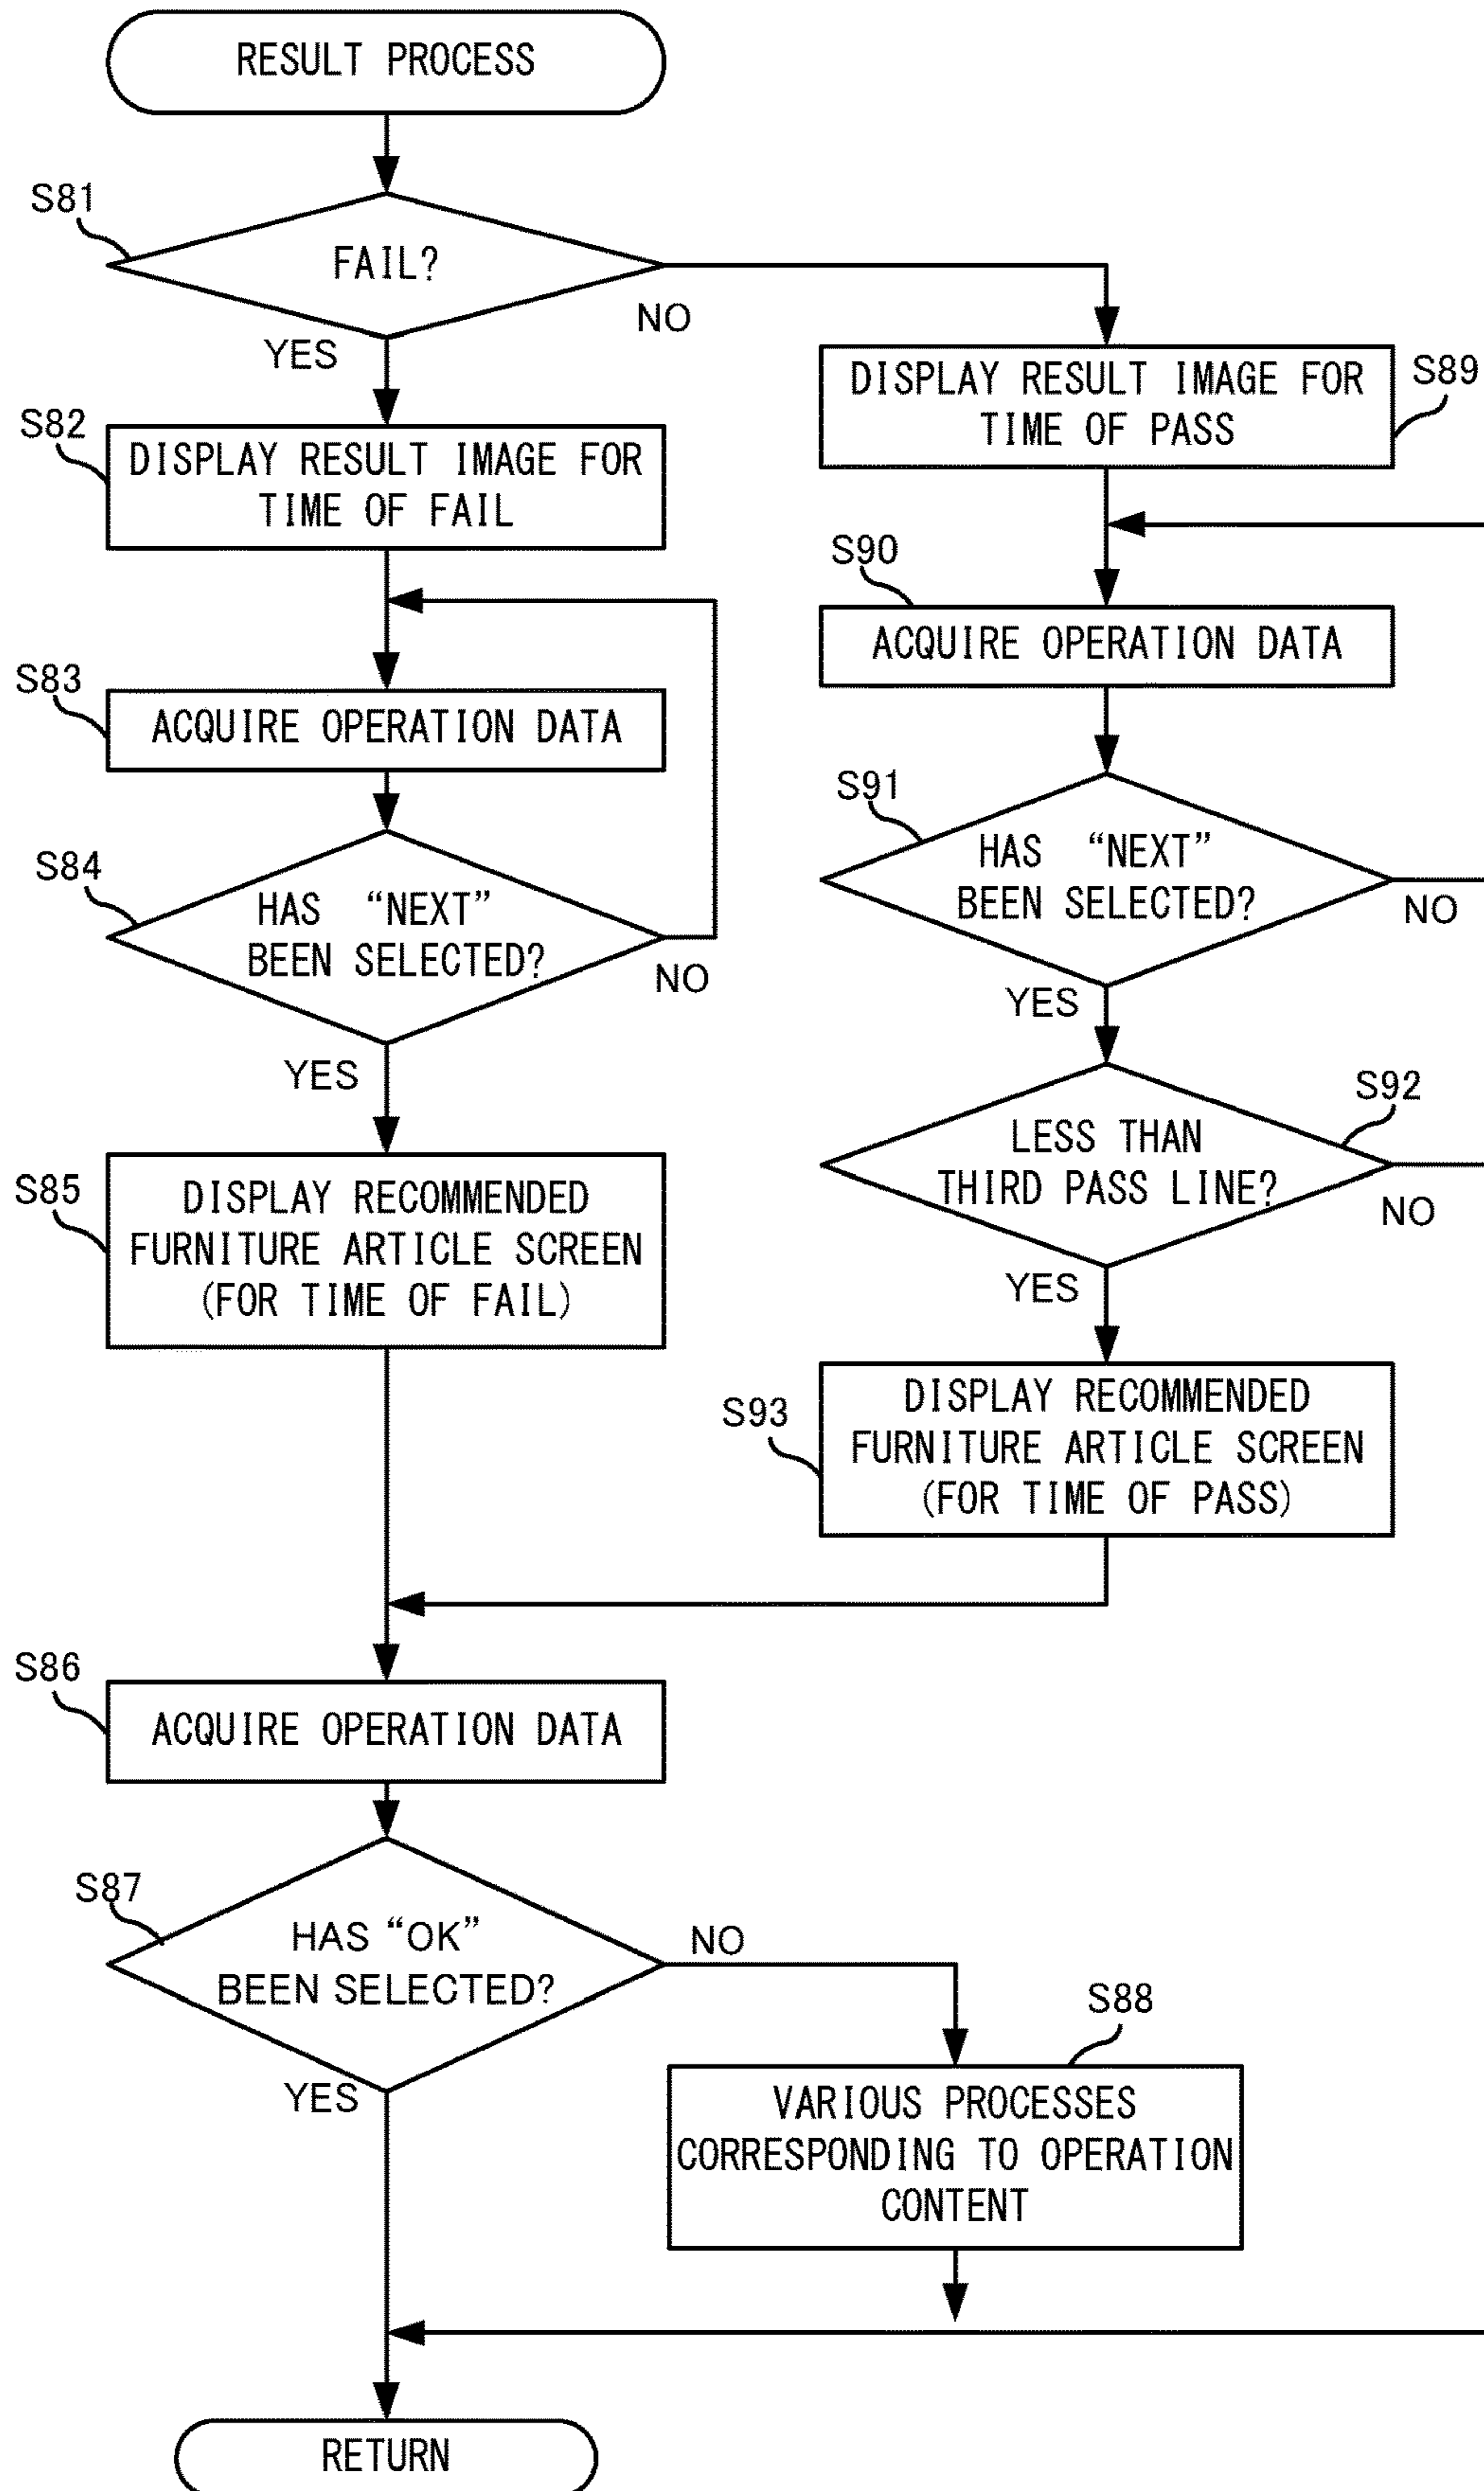 RESULT PROCESS
S81
FAIL?
NO
YES
S82
DISPLAY RESULT IMAGE FOR
TIME OF FAIL
S83
ACQUIRE OPERATION DATA
S84
HAS “NEXT”
BEEN SELECTED?
NO
YES
S85
DISPLAY RECOMMENDED
FURNITURE ARTICLE SCREEN
(FOR TIME OF FAIL)
S89
DISPLAY RESULT IMAGE FOR
TIME OF PASS
S90
ACQUIRE OPERATION DATA
S91
HAS “NEXT”
BEEN SELECTED?
NO
YES
S92
LESS THAN
THIRD PASS LINE?
NO
YES
S93
DISPLAY RECOMMENDED
FURNITURE ARTICLE SCREEN
(FOR TIME OF PASS)
S86
ACQUIRE OPERATION DATA
S87
HAS “OK”
BEEN SELECTED?
NO
YES
S88
VARIOUS PROCESSES
CORRESPONDING TO OPERATION
CONTENT
RETURN